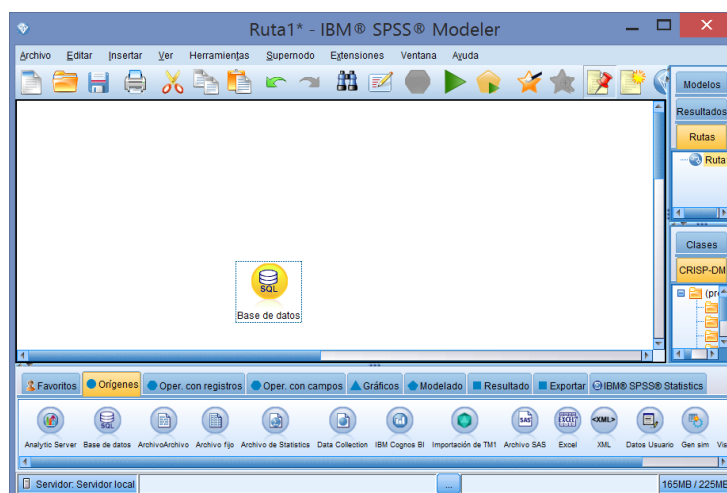 Ruta1* - IBM® SPSS® Modeler
Archivo Editar Insertar Ver Herramientas Supernodo Extensiones Ventana Ayuda
Modelos
Resultados
Rutas
Ruta
SQL
Base de datos
Clases
CRISP-DM
(pr
Favoritos Orígenes Oper. con registros Oper. con campos Gráficos Modelado Resultado Exportar IBM® SPSS® Statistics
SQL SAS EXCEL <XML>
Analytic Server Base de datos ArchivoArchivo Archivo fijo Archivo de Statistics Data Collection IBM Cognos BI Importación de TM1 Archivo SAS Excel XML Datos Usuario Gen sim Vis
Servidor: Servidor local ... 165MB / 225MB